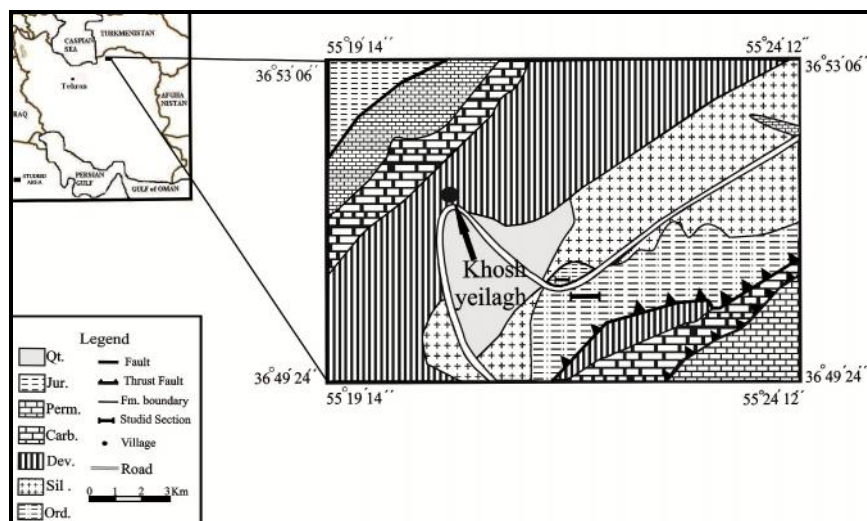 CASPIAN
SEA
TURKMENISTAN
Tehran
AFGHA
NISTAN
RAQ
PERSIAN
GULF
GULF of OMAN
STUDIED
AREA
55°19´14´´
55°24´12´´
36°53´06´´
36°53´06´´
Khosh
yeilagh
36°49´24´´
36°49´24´´
55°19´14´´
55°24´12´´
Legend
Qt.
Jur.
Perm.
Carb.
Dev.
Sil .
Ord.
Fault
Thrust Fault
Fm. boundary
Studid Section
Village
Road
0 1 2 3Km